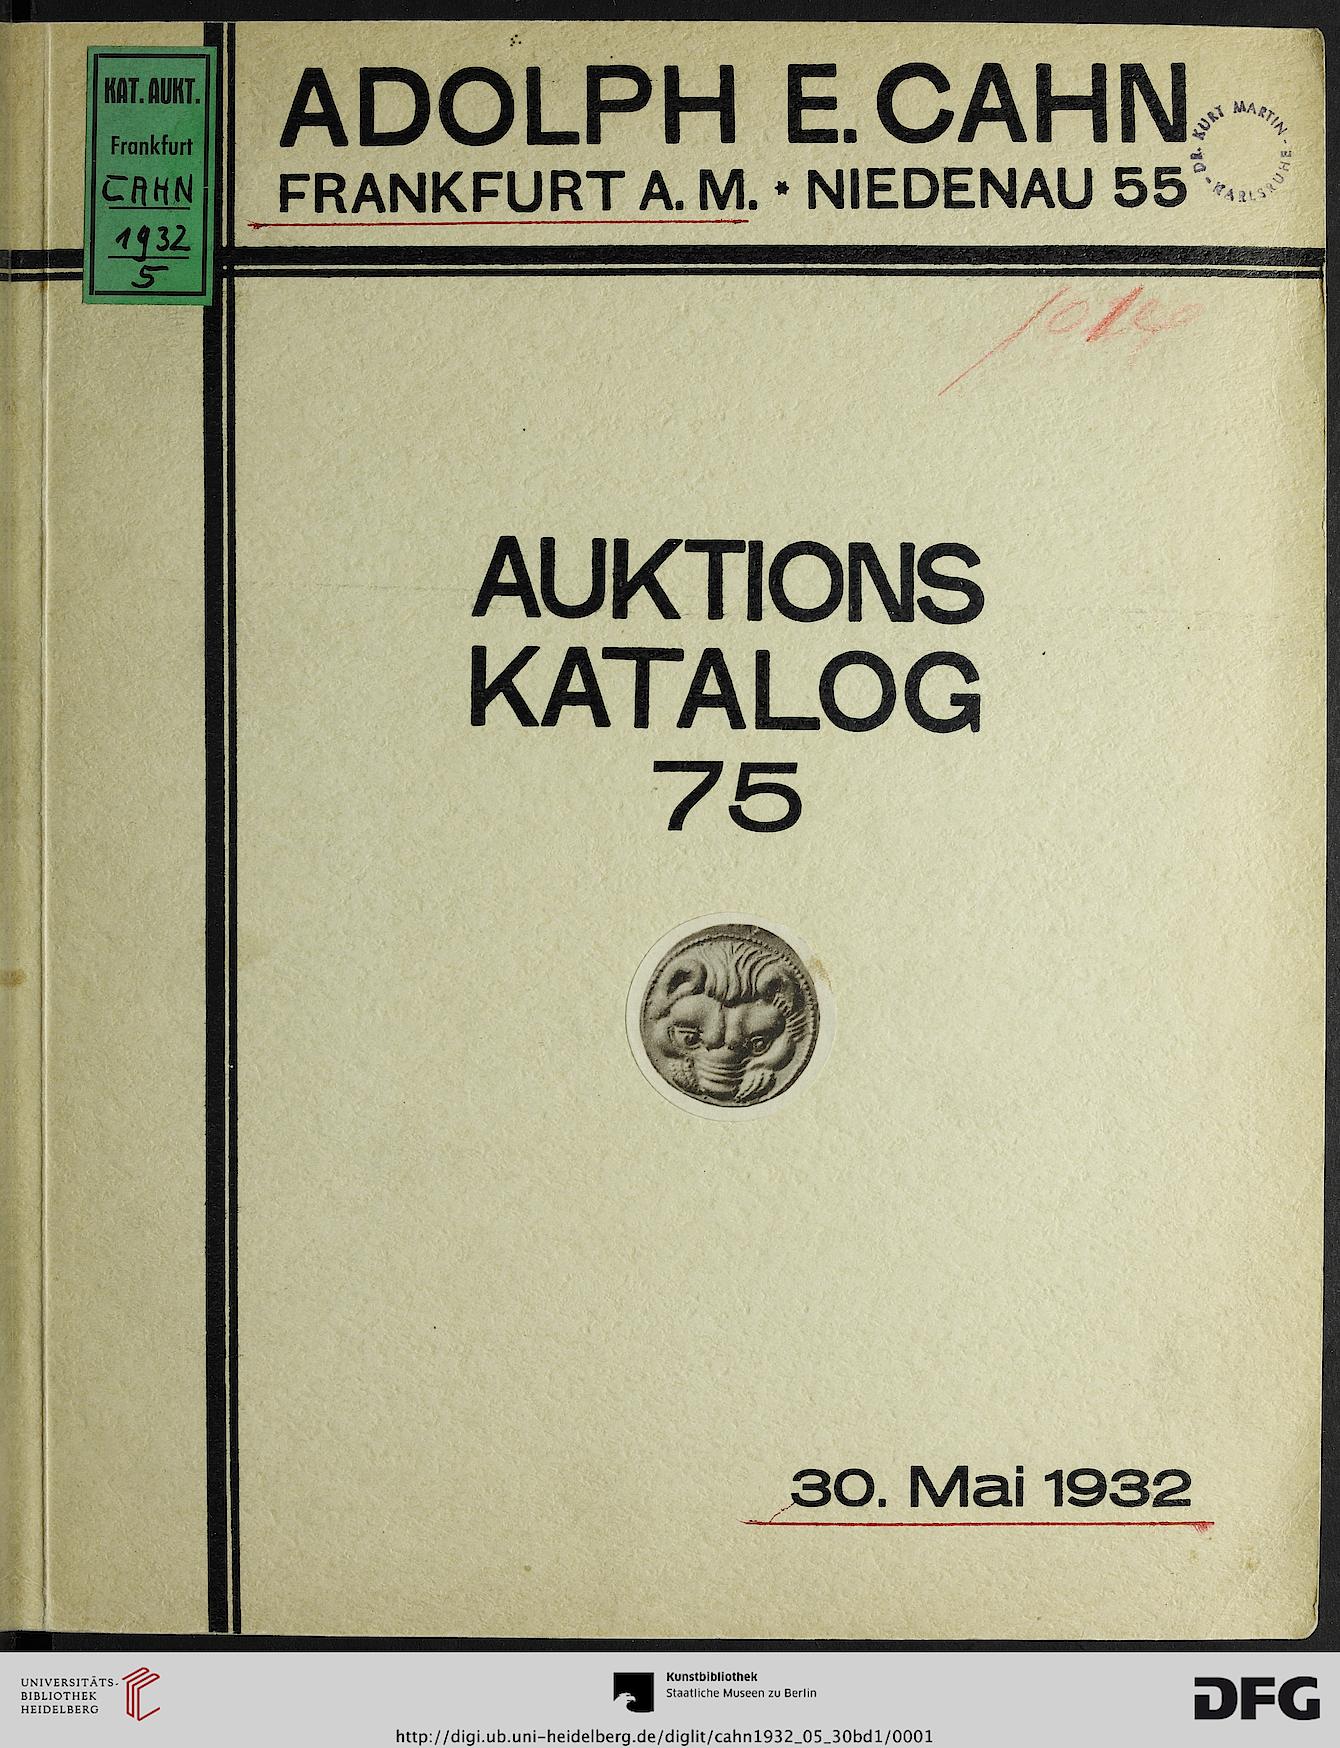 KAT. AUKT.
Frankfurt
CAHN
1932
5
ADOLPH E. CAHN
FRANKFURT A. M. * NIEDENAU 55
DR. KURT MARTIN - KARLSRUHE -
AUKTIONS
KATALOG
75
30. Mai 1932
UNIVERSITÄTS-
BIBLIOTHEK
HEIDELBERG
Kunstbibliothek
Staatliche Museen zu Berlin
DFG
http://digi.ub.uni-heidelberg.de/diglit/cahn1932_05_30bd1/0001